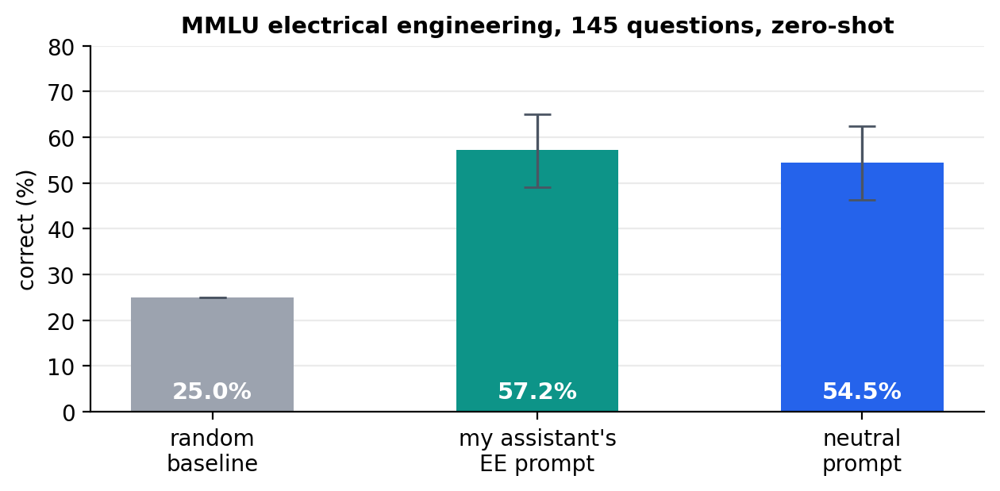 MMLU electrical engineering, 145 questions, zero-shot
correct (%)
80
70
60
50
40
30
20
10
0
25.0%
57.2%
54.5%
random
baseline
my assistant's
EE prompt
neutral
prompt